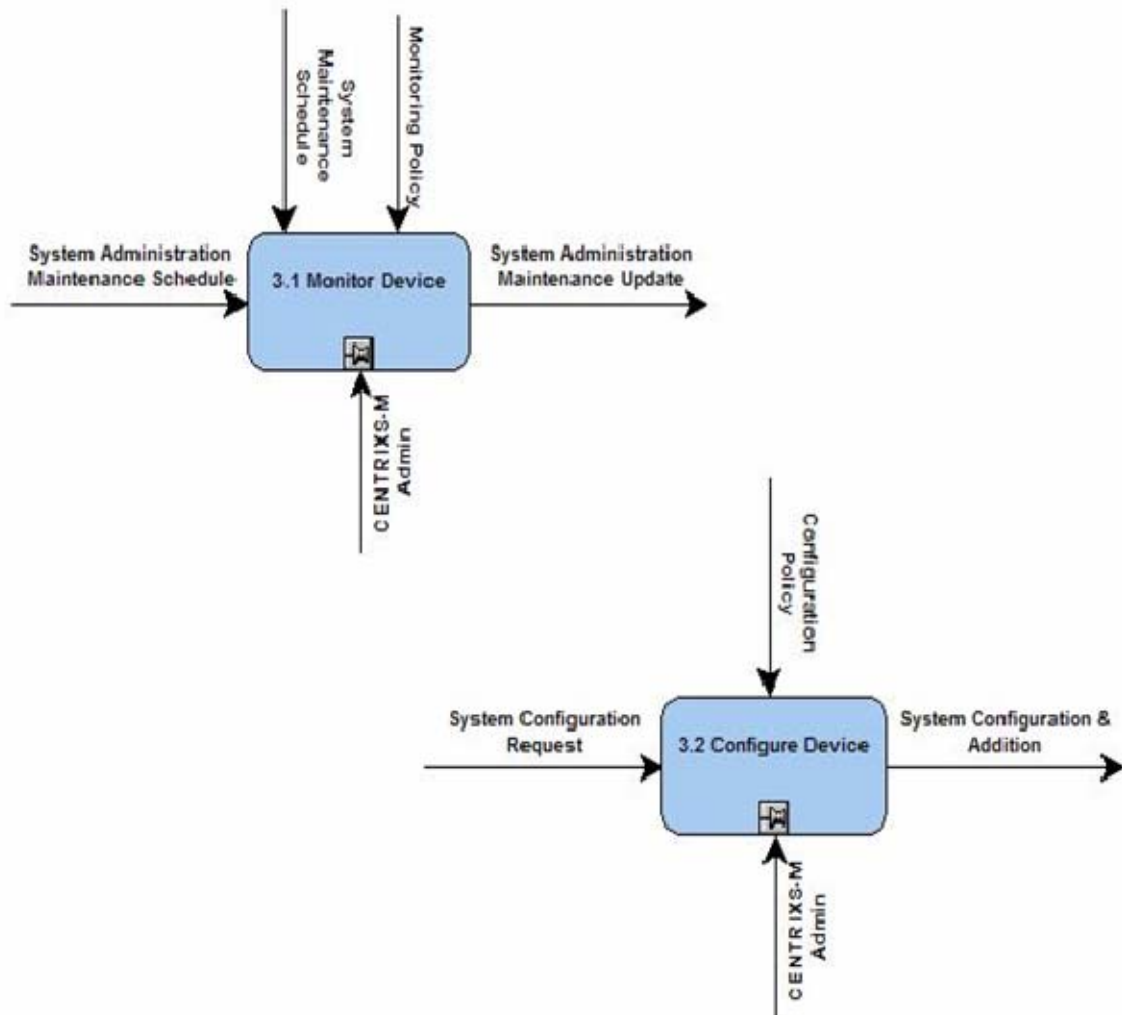 System
Maintenance
Schedule
Monitoring Policy
System Administration
Maintenance Schedule
3.1 Monitor Device
System Administration
Maintenance Update
CENTRIXS-M
Admin
Configuration
Policy
System Configuration
Request
3.2 Configure Device
System Configuration &
Addition
CENTRIXS-M
Admin